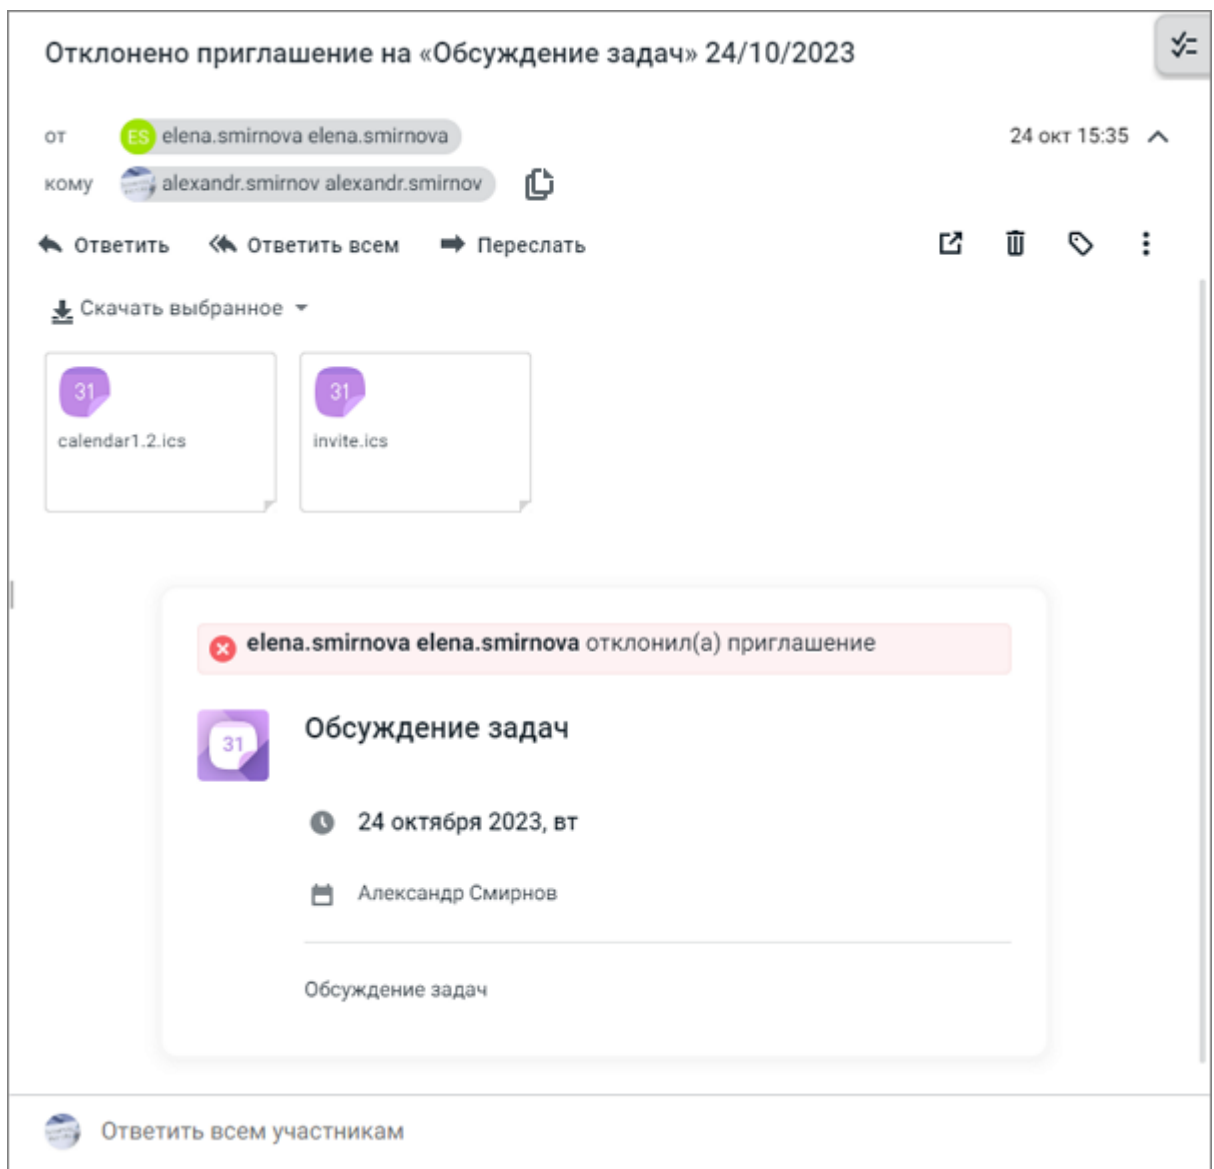 Отклонено приглашение на «Обсуждение задач» 24/10/2023
от ES elena.smirnova elena.smirnova 24 окт 15:35
кому alexandr.smirnov alexandr.smirnov
Ответить Ответить всем Переслать
Скачать выбранное
31 31
calendar1.2.ics invite.ics
elena.smirnova elena.smirnova отклонил(а) приглашение
31 Обсуждение задач
24 октября 2023, вт
Александр Смирнов
Обсуждение задач
Ответить всем участникам